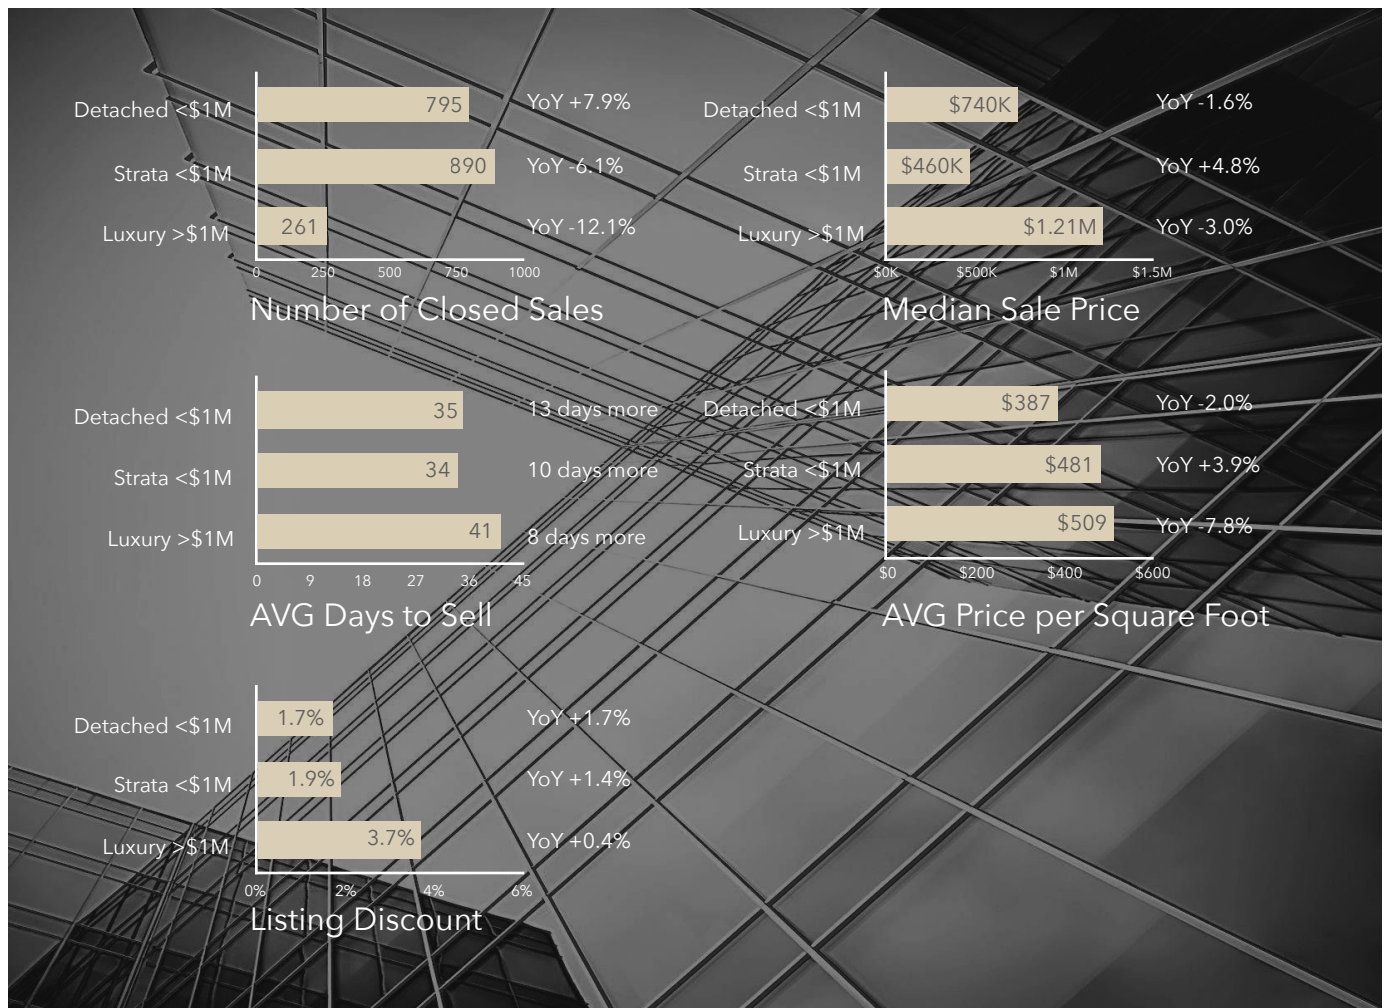 Detached <$1M 795 YoY +7.9%
Strata <$1M 890 YoY -6.1%
Luxury >$1M 261 YoY -12.1%
0 250 500 750 1000
Number of Closed Sales
Detached <$1M $740K YoY -1.6%
Strata <$1M $460K YoY +4.8%
Luxury >$1M $1.21M YoY -3.0%
$0K $500K $1M $1.5M
Median Sale Price
Detached <$1M 35 13 days more
Strata <$1M 34 10 days more
Luxury >$1M 41 8 days more
0 9 18 27 36 45
AVG Days to Sell
Detached <$1M $387 YoY -2.0%
Strata <$1M $481 YoY +3.9%
Luxury >$1M $509 YoY -7.8%
$0 $200 $400 $600
AVG Price per Square Foot
Detached <$1M 1.7% YoY +1.7%
Strata <$1M 1.9% YoY +1.4%
Luxury >$1M 3.7% YoY +0.4%
0% 2% 4% 6%
Listing Discount